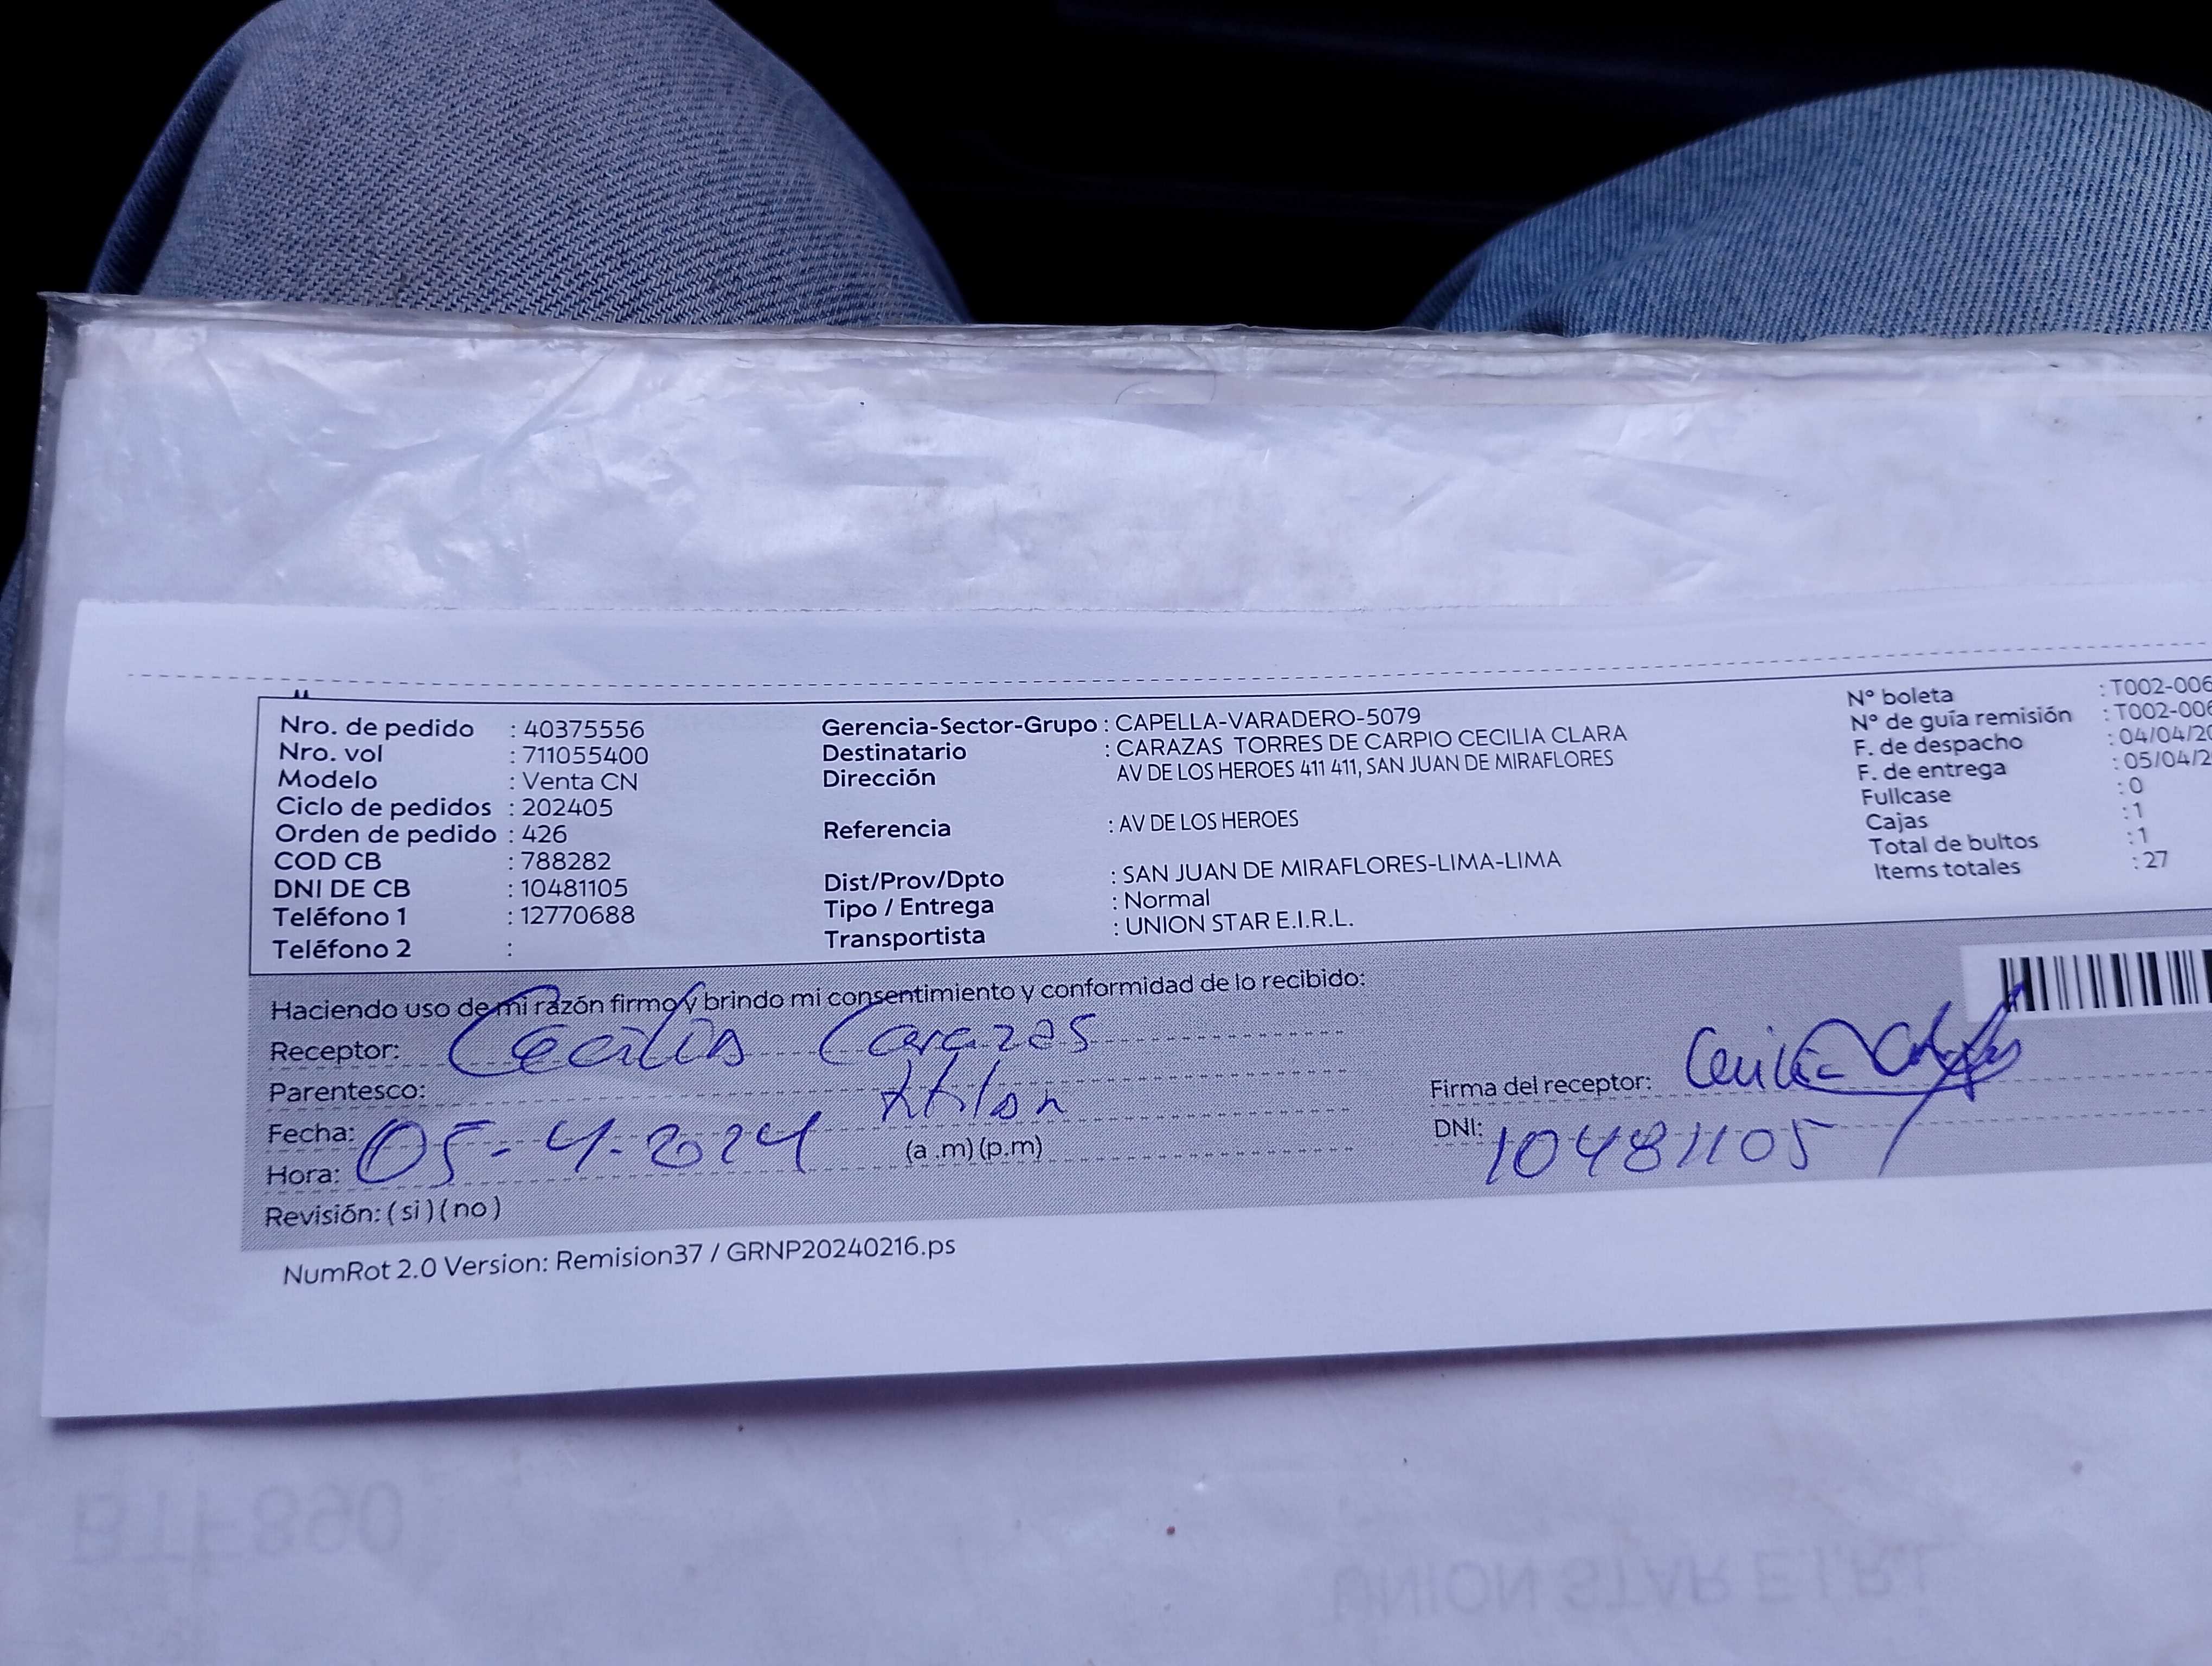 Nro. de pedido : 40375556
Nro. vol : 711055400
Modelo : Venta CN
Ciclo de pedidos : 202405
Orden de pedido : 426
COD CB : 788282
DNI DE CB : 10481105
Teléfono 1 : 12770688
Teléfono 2 :
Gerencia-Sector-Grupo : CAPELLA-VARADERO-5079
Destinatario : CARAZAS TORRES DE CARPIO CECILIA CLARA
Dirección AV DE LOS HEROES 411 411, SAN JUAN DE MIRAFLORES
Referencia : AV DE LOS HEROES
Dist/Prov/Dpto : SAN JUAN DE MIRAFLORES-LIMA-LIMA
Tipo / Entrega : Normal
Transportista : UNION STAR E.I.R.L.
N° boleta : T002-006
N° de guía remisión : T002-006
F. de despacho : 04/04/20
F. de entrega : 05/04/2
Fullcase : 0
Cajas : 1
Total de bultos : 1
Items totales : 27
Haciendo uso de mi razón firmo y brindo mi consentimiento y conformidad de lo recibido:
Receptor: Cecilia Carazas
Parentesco:
Fecha: 05-4-2024
Hora: (a .m) (p.m)
Revisión: ( si ) ( no )
Firma del receptor:
DNI: 10481105
NumRot 2.0 Version: Remision37 / GRNP20240216.ps
BTF890
UNION STAR E.I.R.L